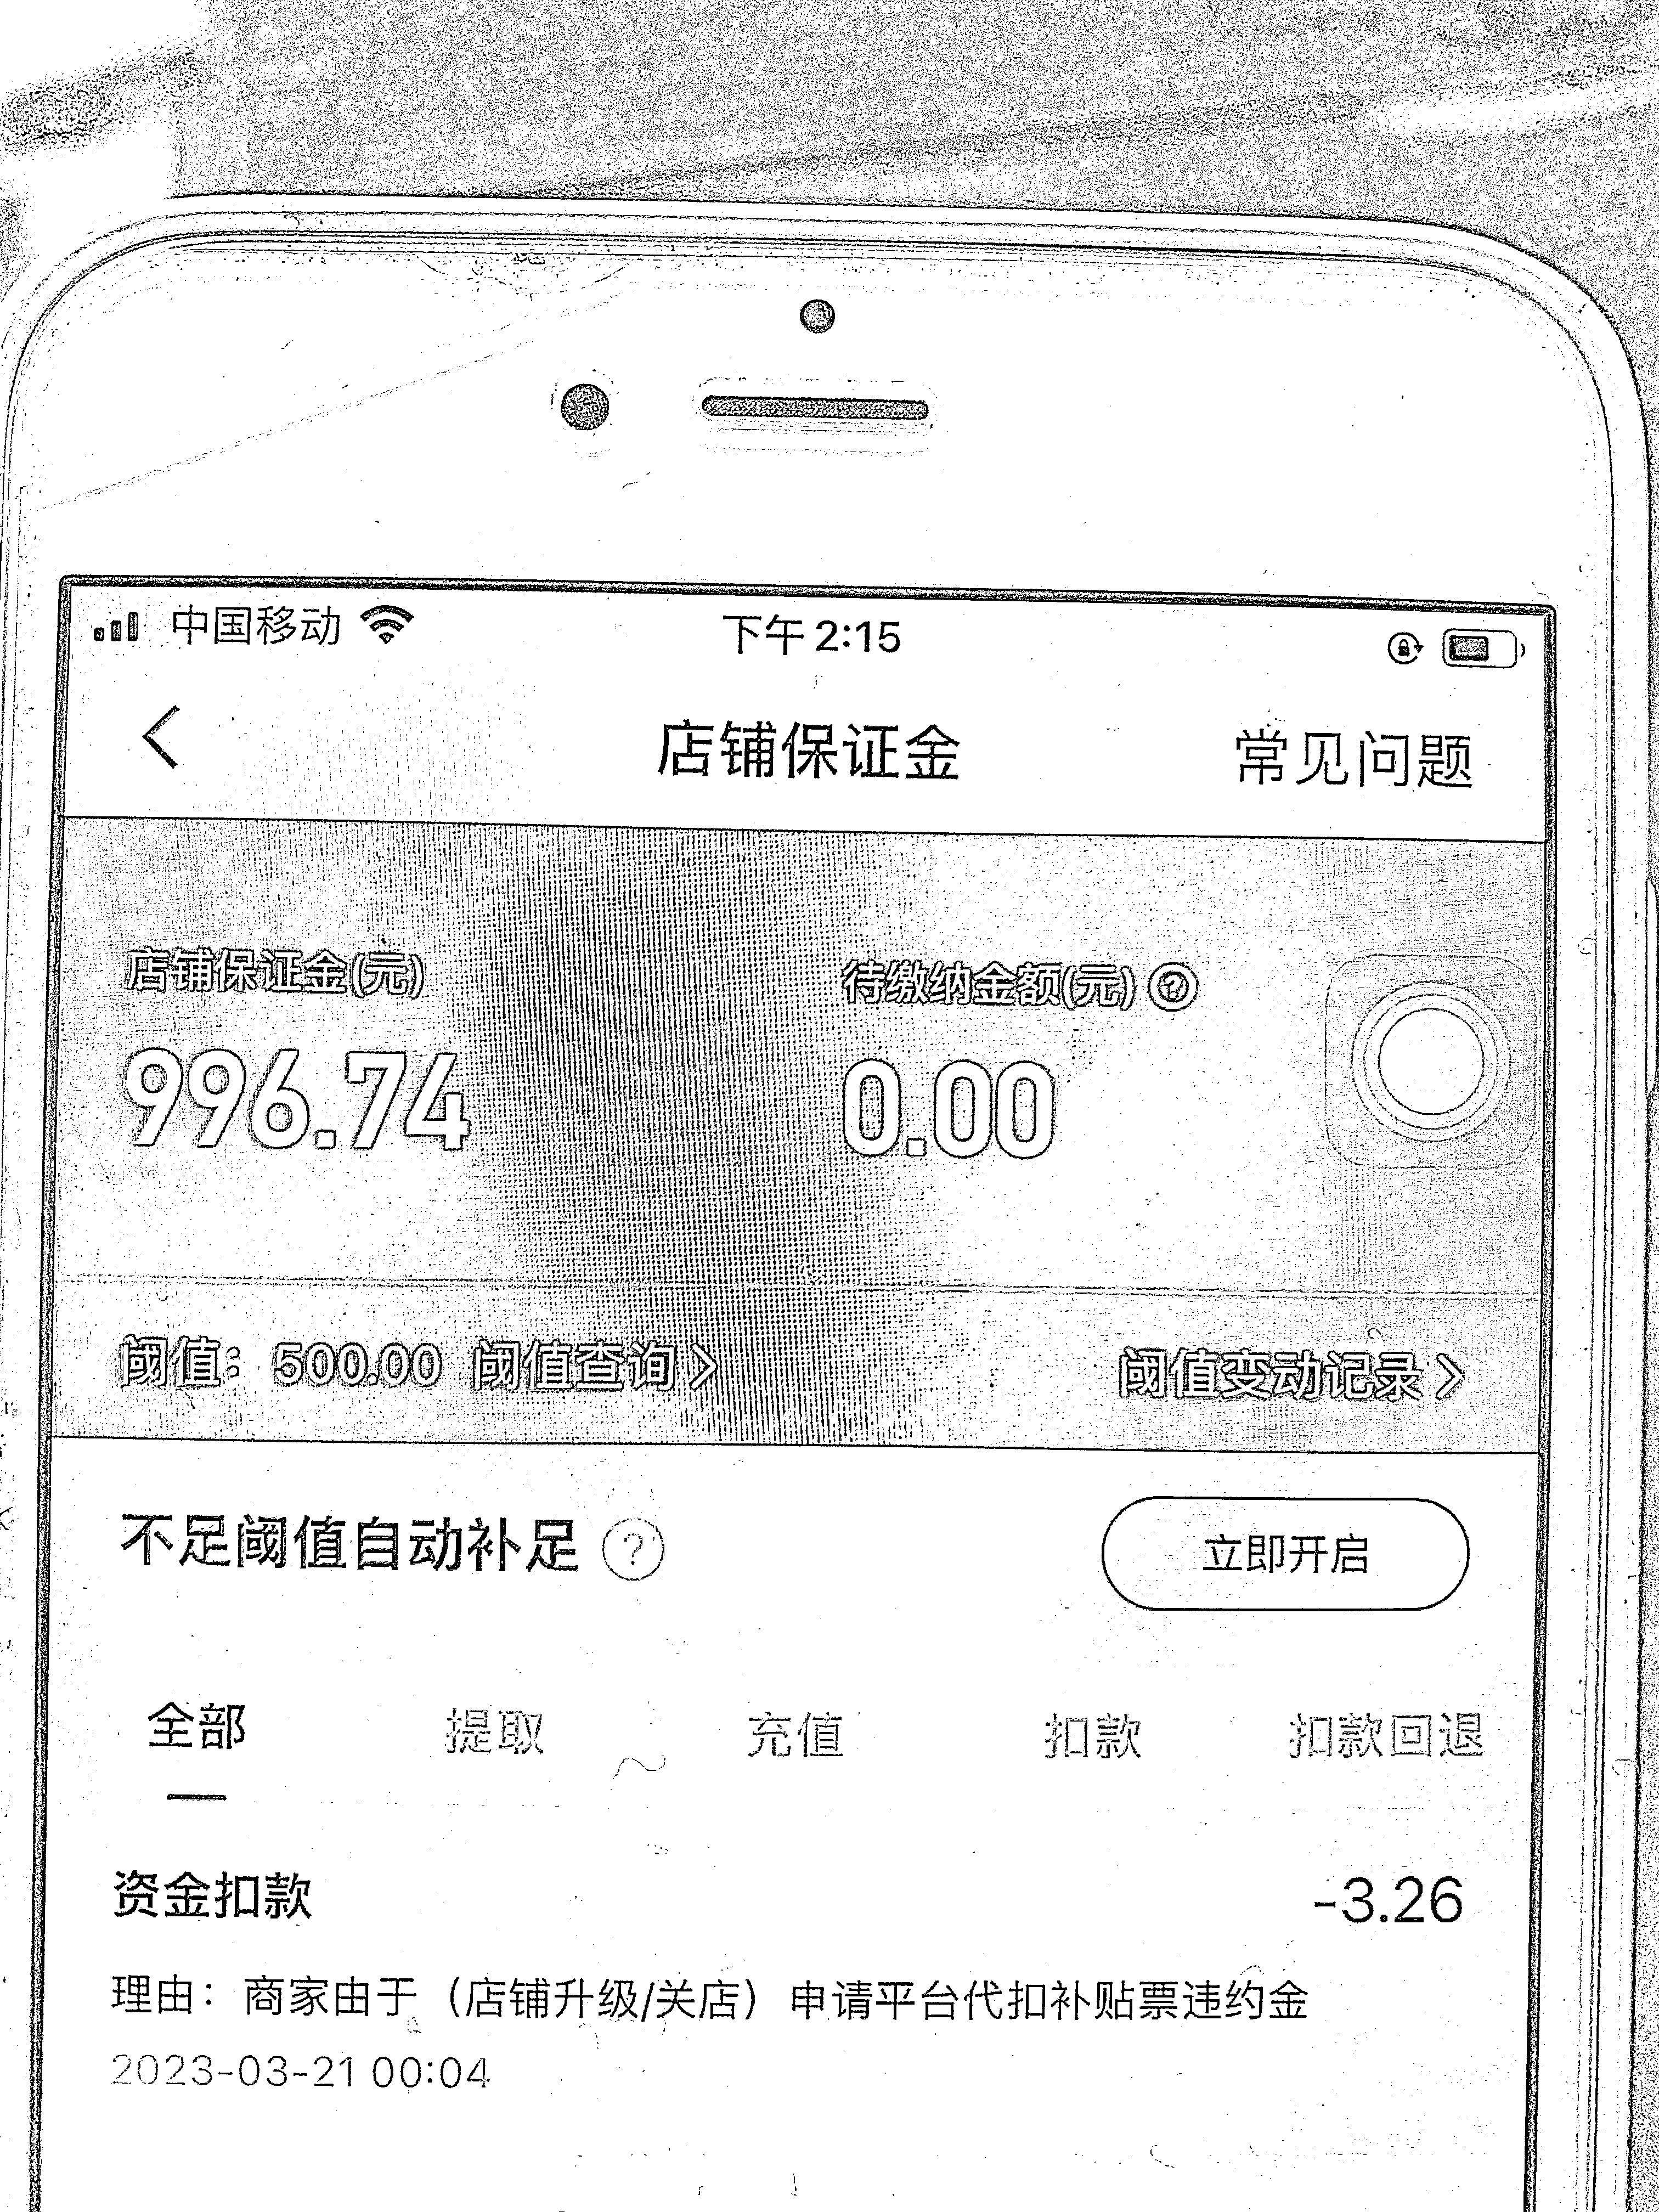 中国移动 下午2:15
店铺保证金 常见问题
店铺保证金(元) 待缴纳金额(元) ?
996.74 0.00
阈值: 500.00 阈值查询 > 阈值变动记录 >
不足阈值自动补足 ? 立即开启
全部 提取 充值 扣款 扣款回退
资金扣款 -3.26
理由：商家由于（店铺升级/关店）申请平台代扣补贴票违约金
2023-03-21 00:04